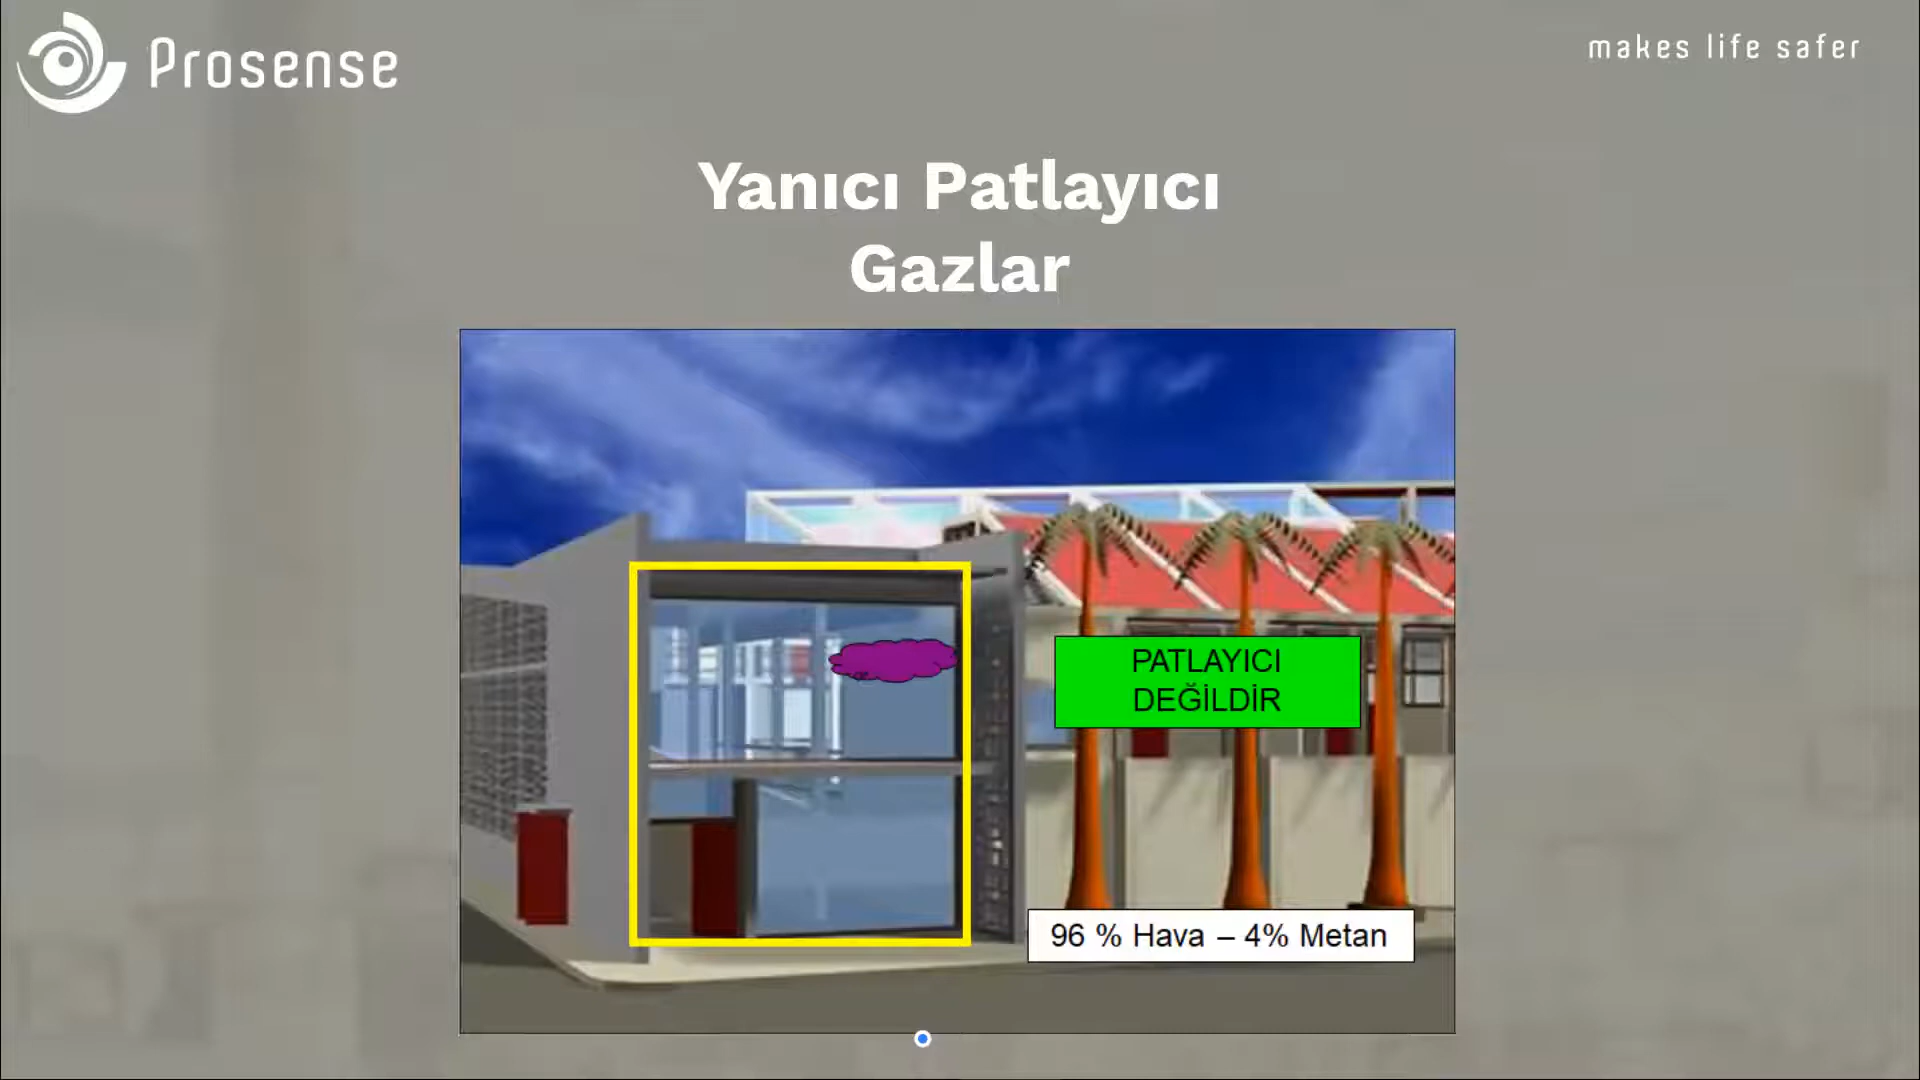 Prosense
makes life safer
Yanıcı Patlayıcı
Gazlar
PATLAYICI
DEĞİLDİR
96 % Hava – 4% Metan